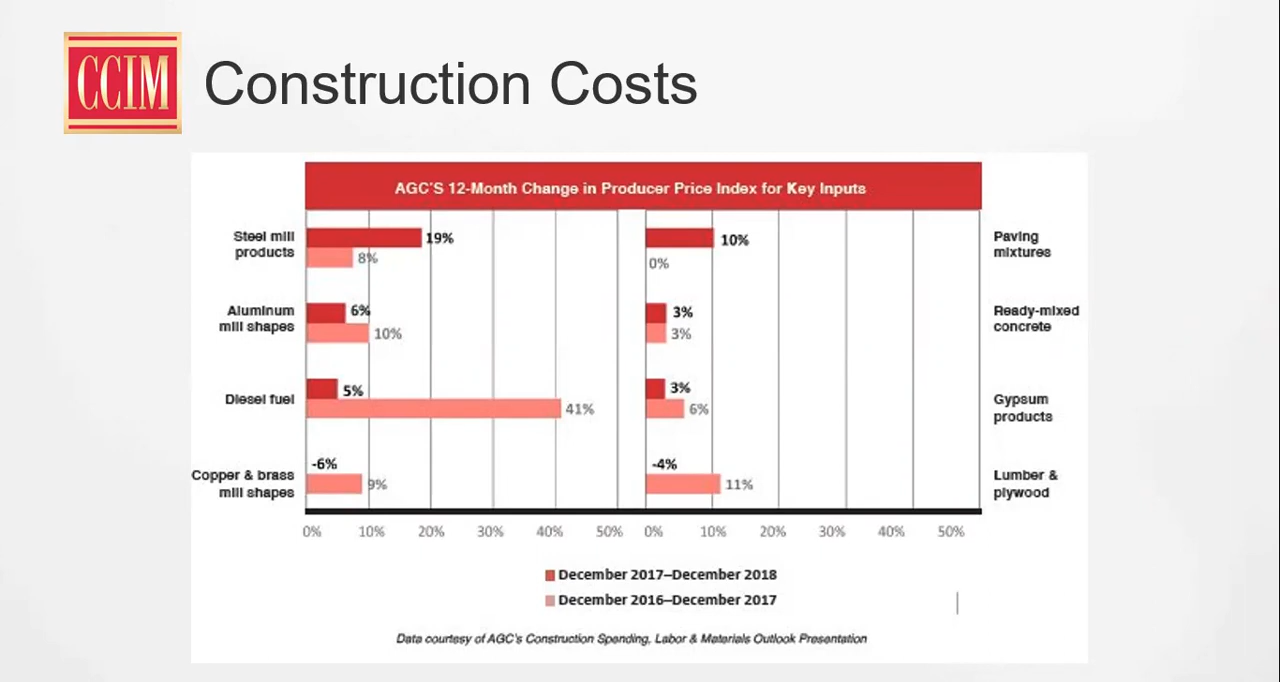 CCIM
Construction Costs
AGC'S 12-Month Change in Producer Price Index for Key Inputs
Steel mill
products
19%
8%
Aluminum
mill shapes
6%
10%
Diesel fuel
5%
41%
Copper & brass
mill shapes
-6%
9%
10%
0%
Paving
mixtures
3%
3%
Ready-mixed
concrete
3%
6%
Gypsum
products
-4%
11%
Lumber &
plywood
0% 10% 20% 30% 40% 50% 0% 10% 20% 30% 40% 50%
December 2017–December 2018
December 2016–December 2017
Data courtesy of AGC's Construction Spending, Labor & Materials Outlook Presentation